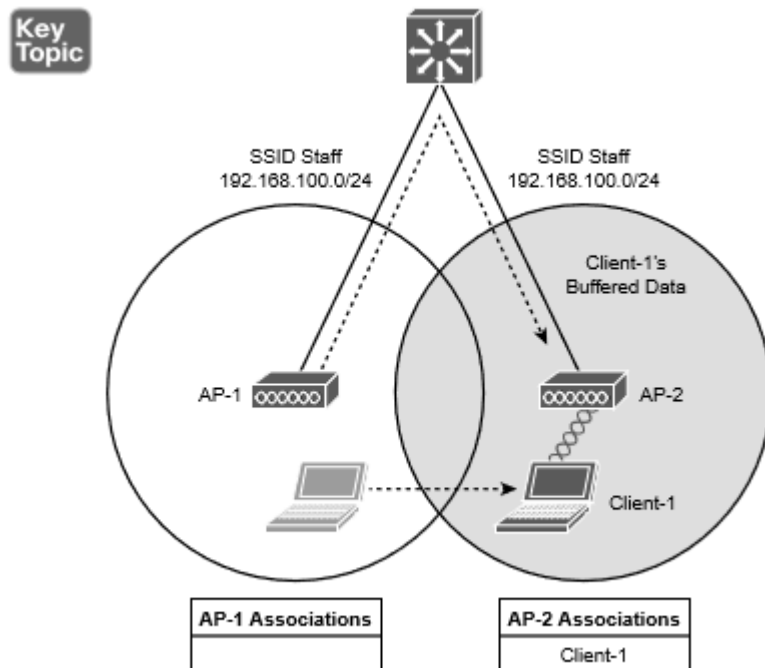 Key
Topic
SSID Staff
192.168.100.0/24
SSID Staff
192.168.100.0/24
Client-1's
Buffered Data
AP-1
AP-2
Client-1
AP-1 Associations
AP-2 Associations
Client-1